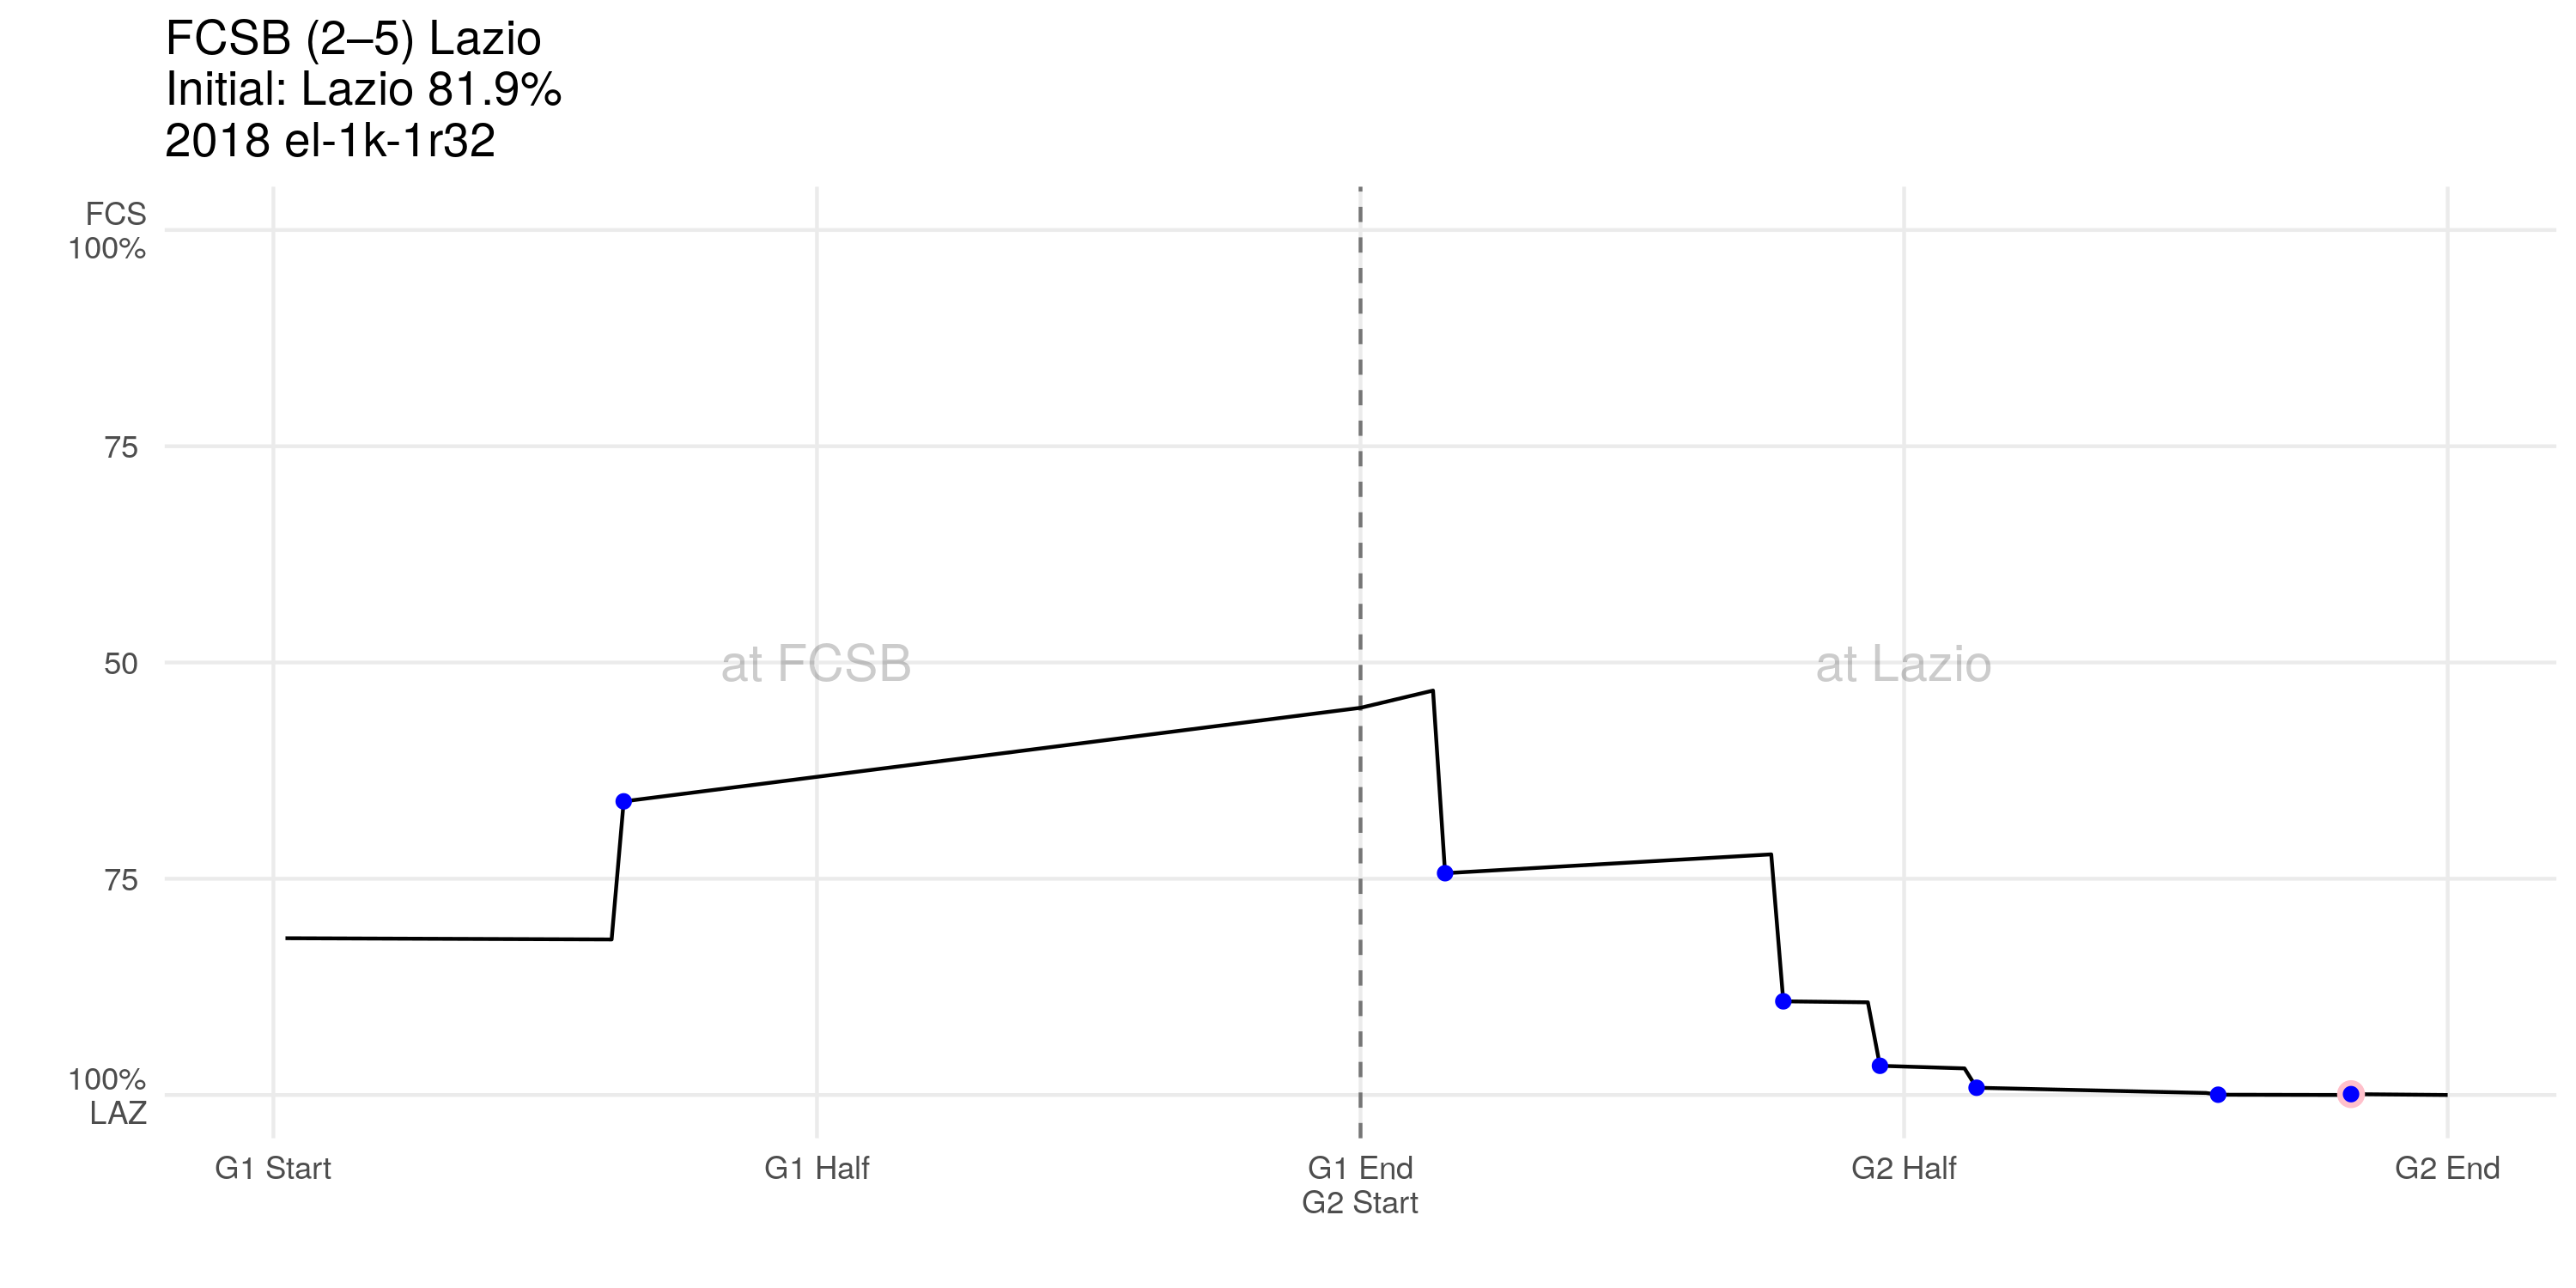 FCSB (2–5) Lazio
Initial: Lazio 81.9%
2018 el-1k-1r32
FCS
100%
75
50
75
100%
LAZ
at FCSB
at Lazio
G1 Start
G1 Half
G1 End
G2 Start
G2 Half
G2 End